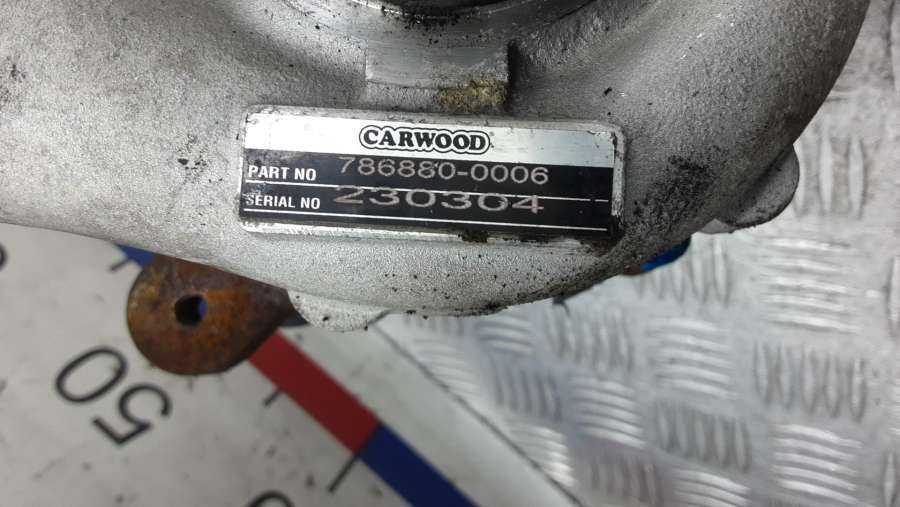 CARWOOD
PART NO 786880-0006
SERIAL NO 230304
50